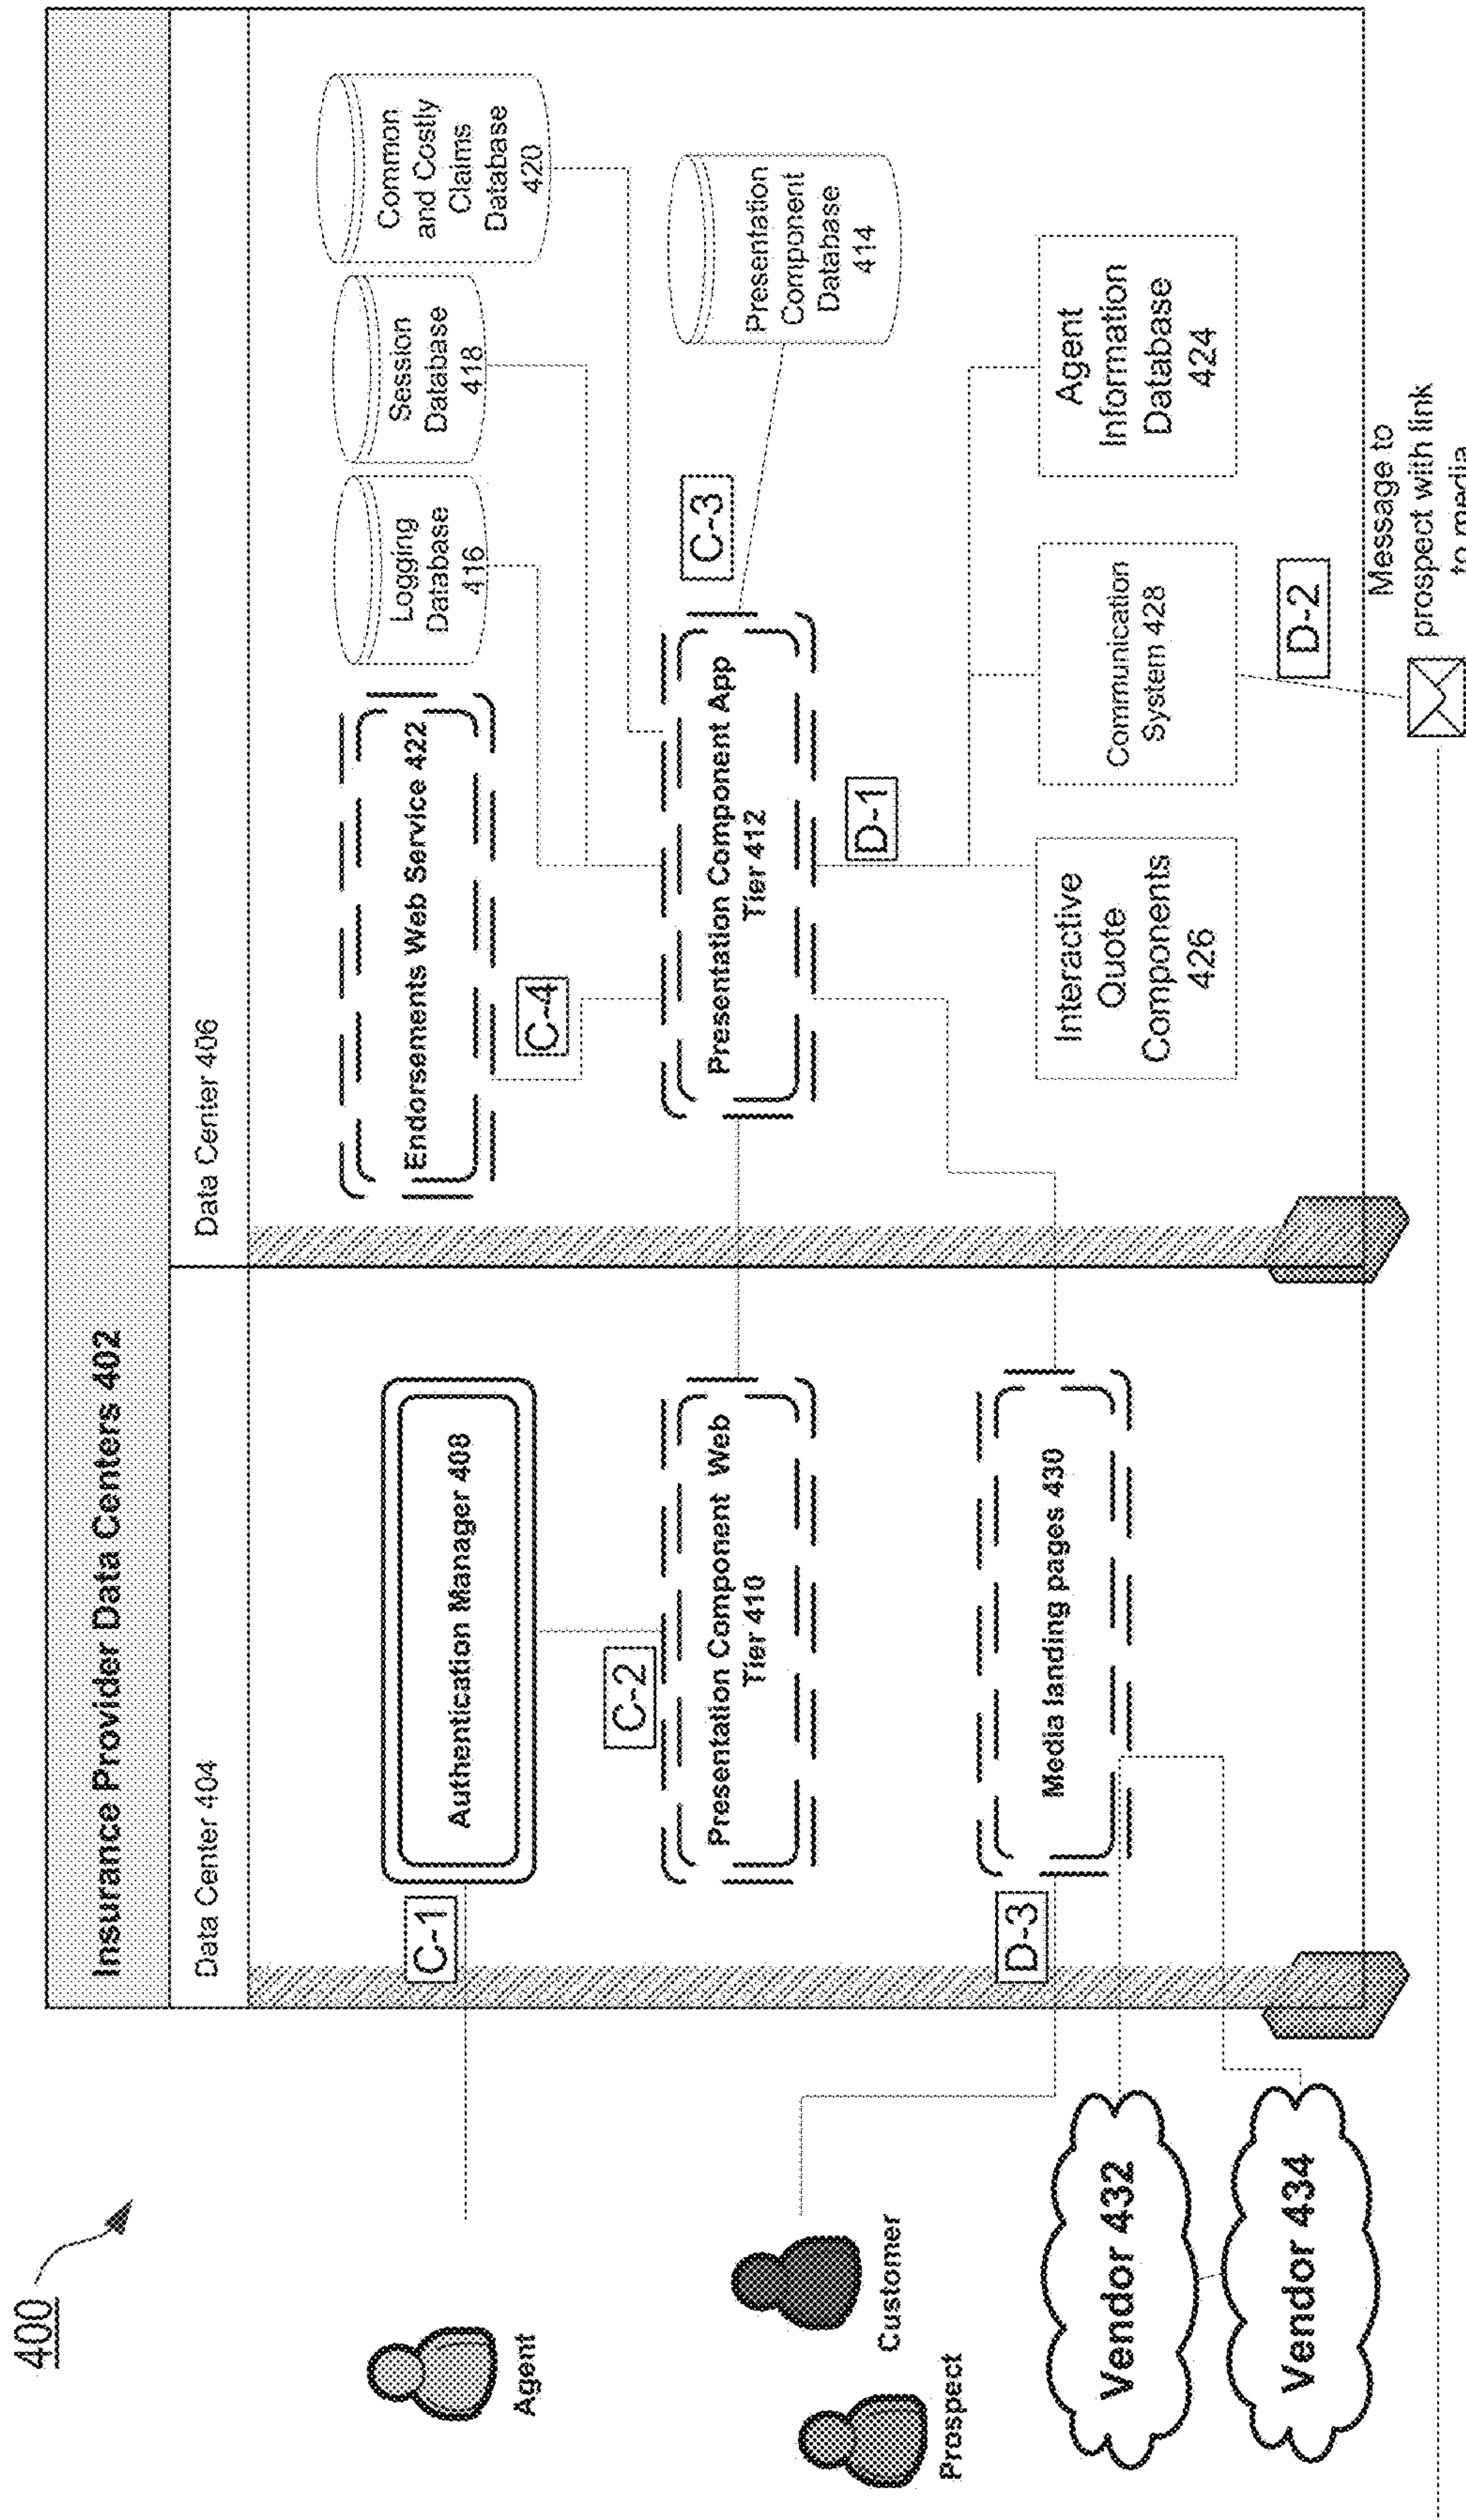 400
Insurance Provider Data Centers 402
Data Center 404
Data Center 406
Agent
Customer
Prospect
Vendor 432
Vendor 434
C-1
Authentication Manager 408
C-2
Presentation Component Web
Tier 410
D-3
Media landing pages 430
Endorsements Web Service 422
C-4
Logging
Database
416
Session
Database
418
Common
and Costly
Claims
Database
420
Presentation Component App
Tier 412
C-3
Presentation
Component
Database
414
D-1
Interactive
Quote
Components
426
Communication
System 428
Agent
Information
Database
424
D-2
Message to
prospect with link
to media